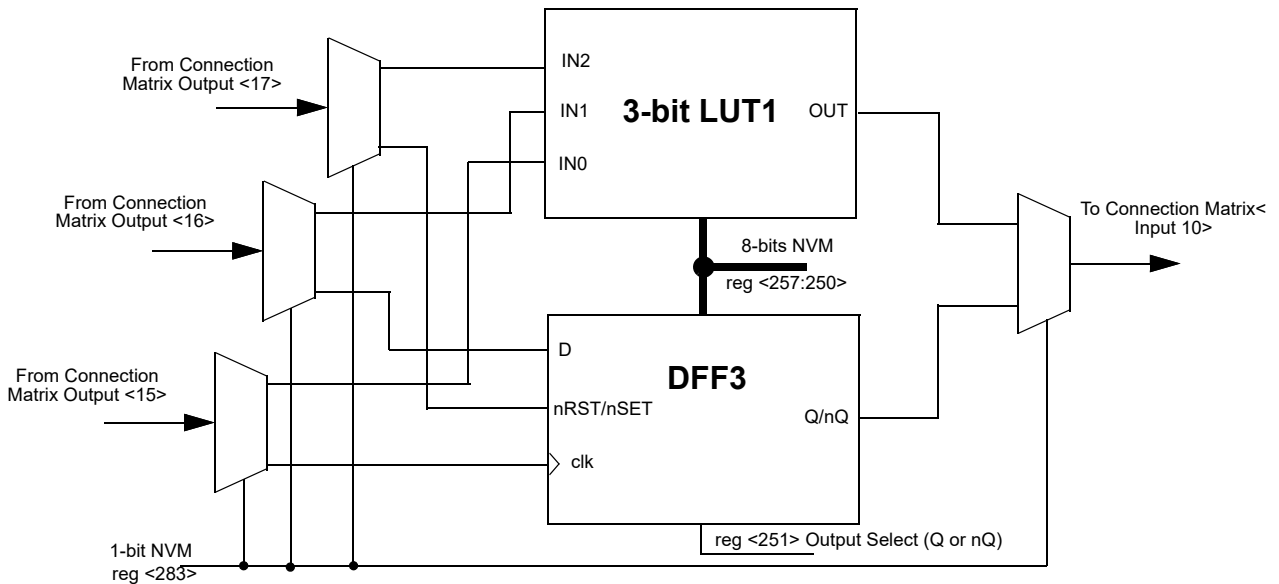 From Connection
Matrix Output <17>
IN2
IN1
IN0
3-bit LUT1
OUT
From Connection
Matrix Output <16>
To Connection Matrix<
Input 10>
8-bits NVM
reg <257:250>
From Connection
Matrix Output <15>
D
nRST/nSET
clk
DFF3
Q/nQ
reg <251> Output Select (Q or nQ)
1-bit NVM
reg <283>